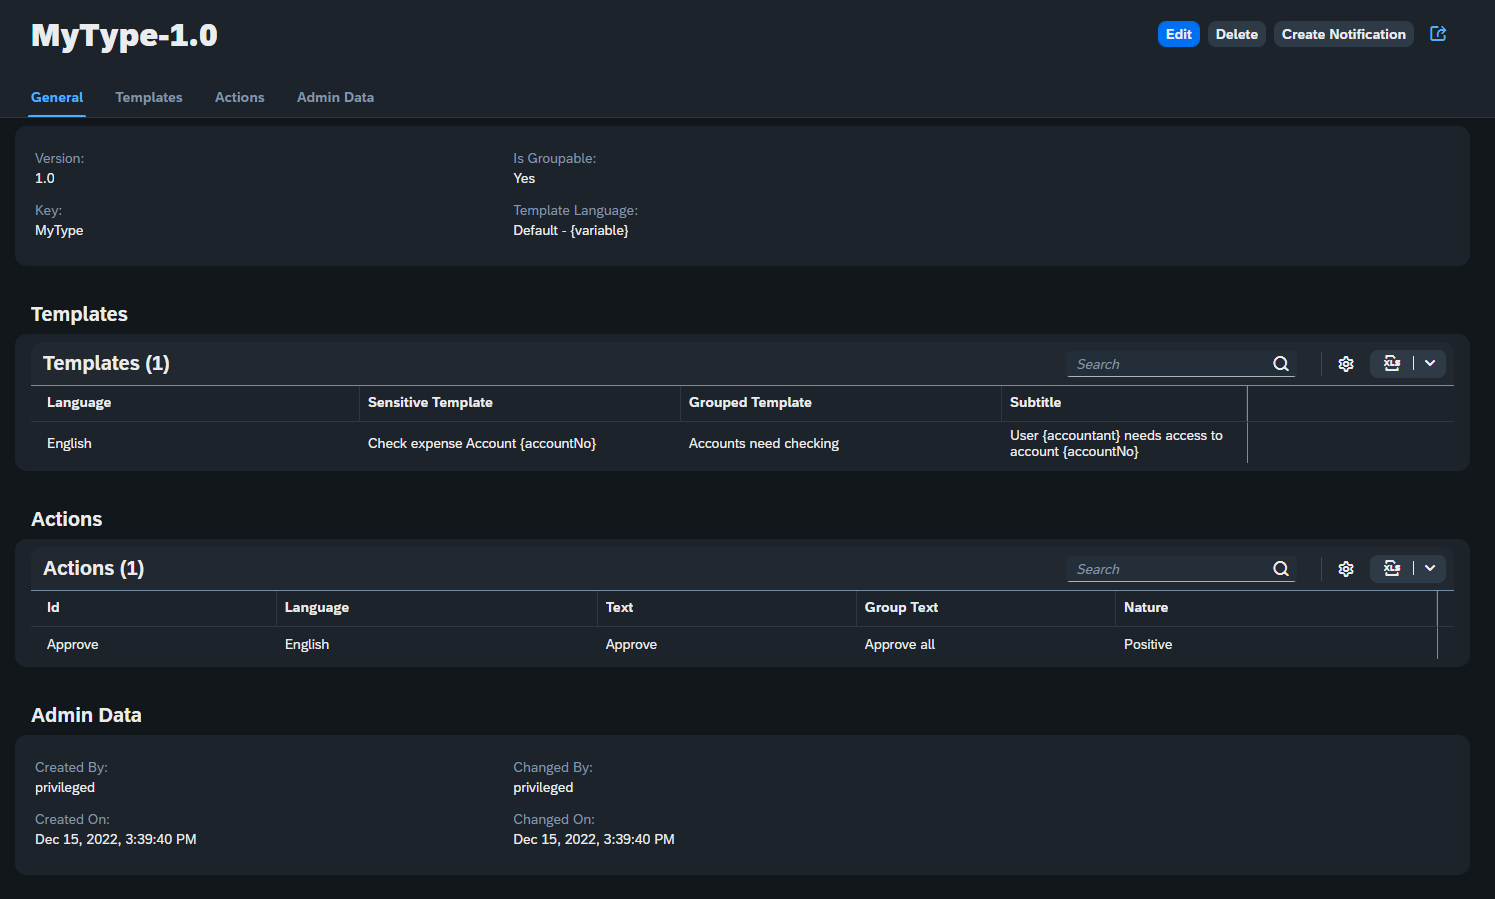 MyType-1.0
Edit Delete Create Notification
General Templates Actions Admin Data
Version: Is Groupable:
1.0 Yes
Key: Template Language:
MyType Default - {variable}
Templates
Templates (1) Search XLS
Language Sensitive Template Grouped Template Subtitle
English Check expense Account {accountNo} Accounts need checking User {accountant} needs access to
account {accountNo}
Actions
Actions (1) Search XLS
Id Language Text Group Text Nature
Approve English Approve Approve all Positive
Admin Data
Created By: Changed By:
privileged privileged
Created On: Changed On:
Dec 15, 2022, 3:39:40 PM Dec 15, 2022, 3:39:40 PM